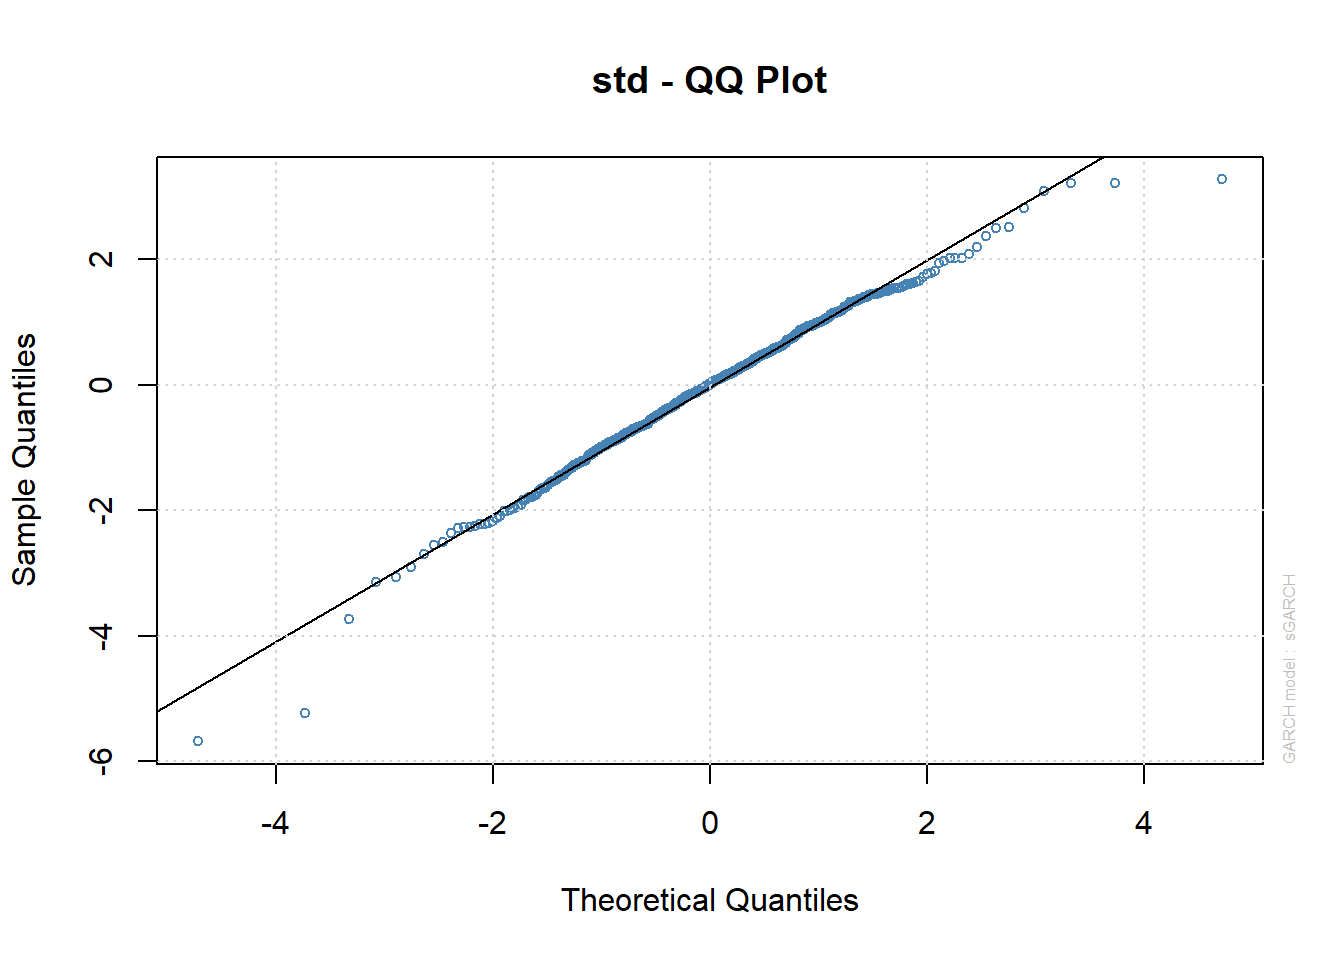 std - QQ Plot
Sample Quantiles
2
0
-2
-4
-6
-4
-2
0
2
4
Theoretical Quantiles
GARCH model : sGARCH